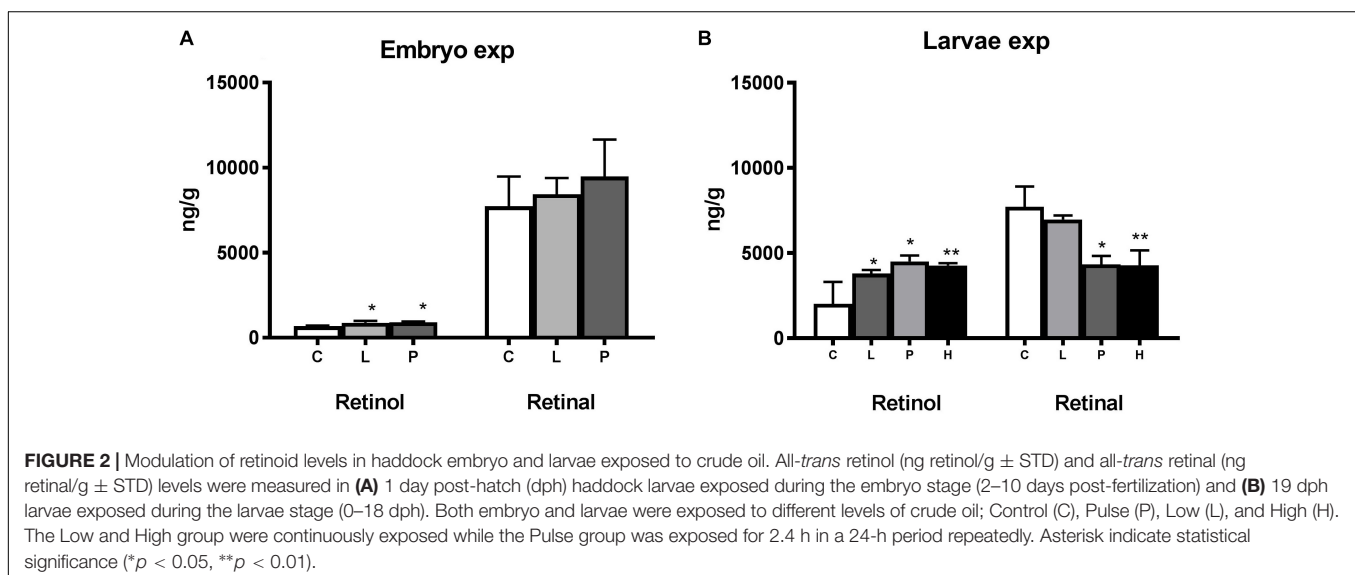 A
Embryo exp
15000
10000
5000
0
ng/g
* *
C L P C L P
Retinol Retinal
B
Larvae exp
15000
10000
5000
0
ng/g
* * ** * **
C L P H C L P H
Retinol Retinal
FIGURE 2 | Modulation of retinoid levels in haddock embryo and larvae exposed to crude oil. All-trans retinol (ng retinol/g ± STD) and all-trans retinal (ng
retinal/g ± STD) levels were measured in (A) 1 day post-hatch (dph) haddock larvae exposed during the embryo stage (2–10 days post-fertilization) and (B) 19 dph
larvae exposed during the larvae stage (0–18 dph). Both embryo and larvae were exposed to different levels of crude oil; Control (C), Pulse (P), Low (L), and High (H).
The Low and High group were continuously exposed while the Pulse group was exposed for 2.4 h in a 24-h period repeatedly. Asterisk indicate statistical
significance (*p < 0.05, **p < 0.01).